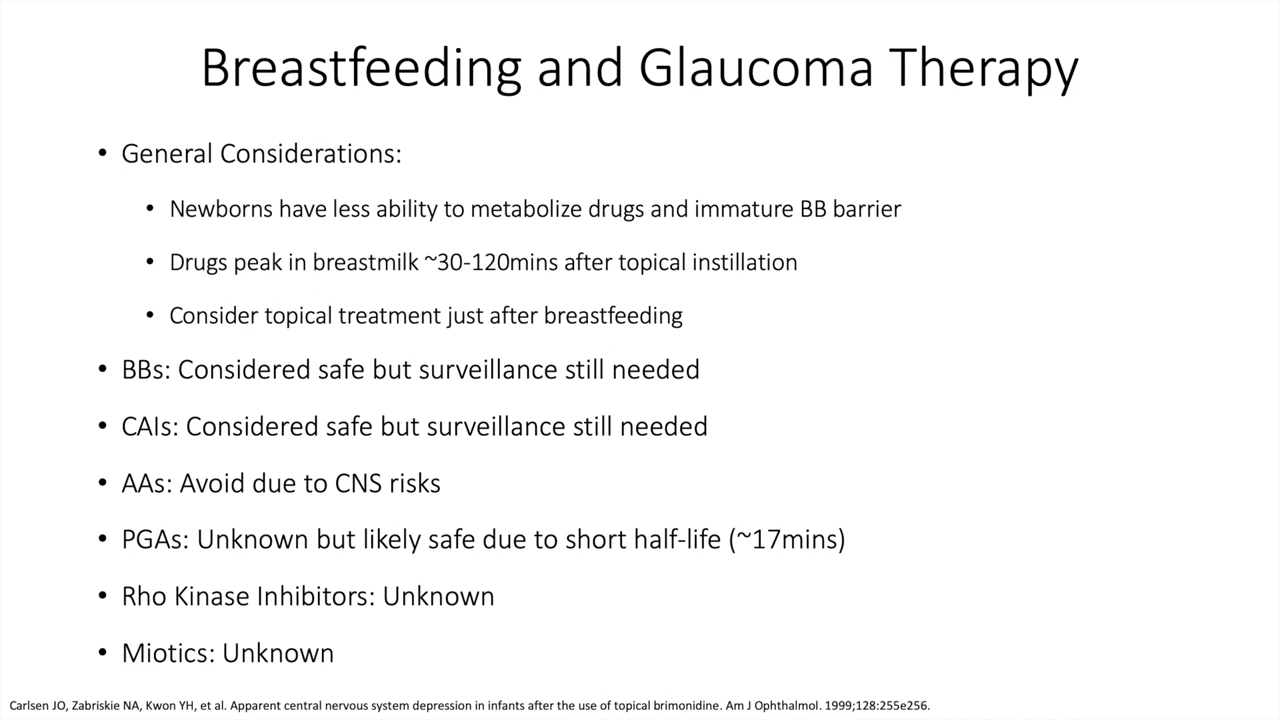 Breastfeeding and Glaucoma Therapy
• General Considerations:
• Newborns have less ability to metabolize drugs and immature BB barrier
• Drugs peak in breastmilk ~30-120mins after topical instillation
• Consider topical treatment just after breastfeeding
• BBs: Considered safe but surveillance still needed
• CAIs: Considered safe but surveillance still needed
• AAs: Avoid due to CNS risks
• PGAs: Unknown but likely safe due to short half-life (~17mins)
• Rho Kinase Inhibitors: Unknown
• Miotics: Unknown
Carlsen JO, Zabriskie NA, Kwon YH, et al. Apparent central nervous system depression in infants after the use of topical brimonidine. Am J Ophthalmol. 1999;128:255e256.